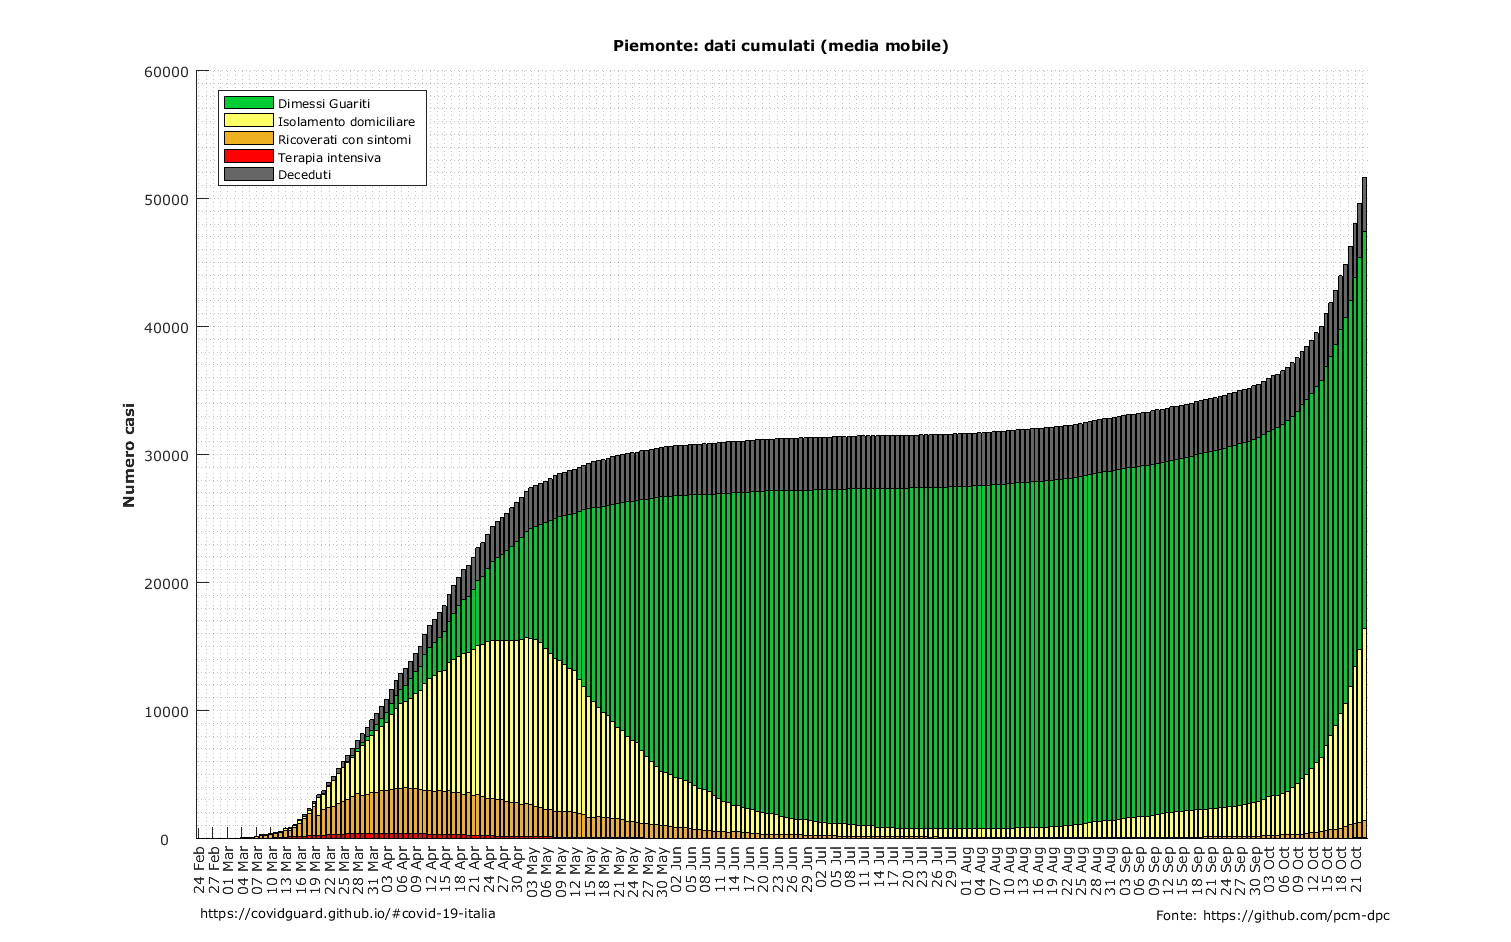 Piemonte: dati cumulati (media mobile)
60000
50000
40000
30000
20000
10000
0
Numero casi
Dimessi Guariti
Isolamento domiciliare
Ricoverati con sintomi
Terapia intensiva
Deceduti
24 Feb
27 Feb
01 Mar
04 Mar
07 Mar
10 Mar
13 Mar
16 Mar
19 Mar
22 Mar
25 Mar
28 Mar
31 Mar
03 Apr
06 Apr
09 Apr
12 Apr
15 Apr
18 Apr
21 Apr
24 Apr
27 Apr
30 Apr
03 May
06 May
09 May
12 May
15 May
18 May
21 May
24 May
27 May
30 May
02 Jun
05 Jun
08 Jun
11 Jun
14 Jun
17 Jun
20 Jun
23 Jun
26 Jun
29 Jun
02 Jul
05 Jul
08 Jul
11 Jul
14 Jul
17 Jul
20 Jul
23 Jul
26 Jul
29 Jul
01 Aug
04 Aug
07 Aug
10 Aug
13 Aug
16 Aug
19 Aug
22 Aug
25 Aug
28 Aug
31 Aug
03 Sep
06 Sep
09 Sep
12 Sep
15 Sep
18 Sep
21 Sep
24 Sep
27 Sep
30 Sep
03 Oct
06 Oct
09 Oct
12 Oct
15 Oct
18 Oct
21 Oct
https://covidguard.github.io/#covid-19-italia
Fonte: https://github.com/pcm-dpc